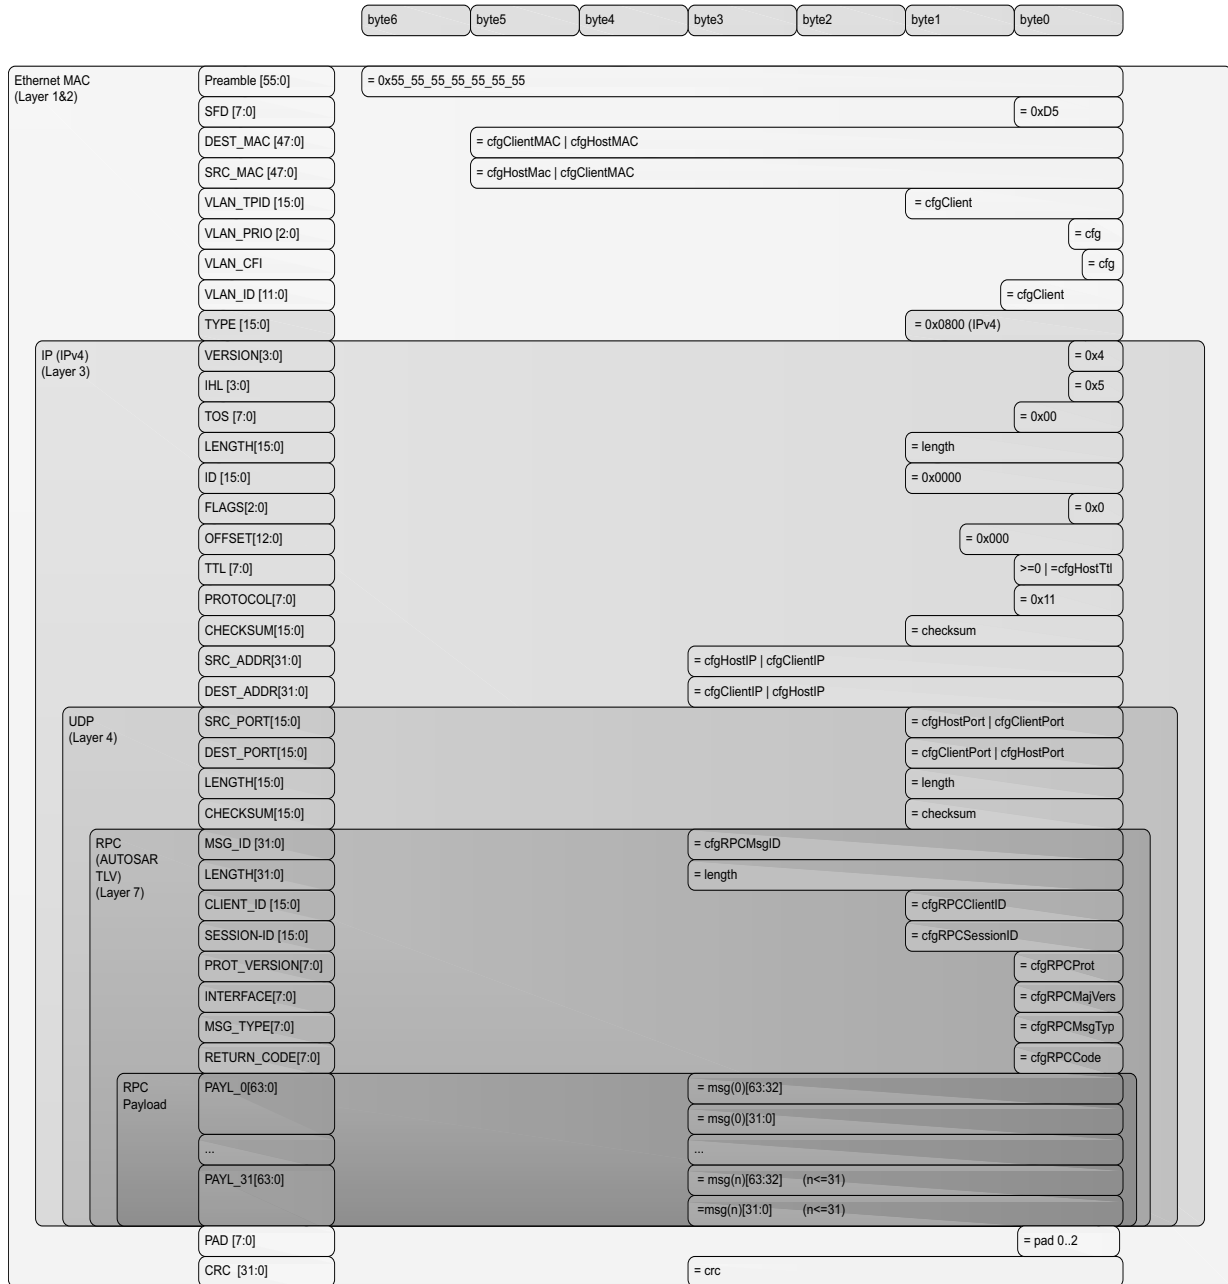 byte6 byte5 byte4 byte3 byte2 byte1 byte0
Ethernet MAC
(Layer 1&2)
Preamble [55:0] = 0x55_55_55_55_55_55_55
SFD [7:0] = 0xD5
DEST_MAC [47:0] = cfgClientMAC | cfgHostMAC
SRC_MAC [47:0] = cfgHostMac | cfgClientMAC
VLAN_TPID [15:0] = cfgClient
VLAN_PRIO [2:0] = cfg
VLAN_CFI = cfg
VLAN_ID [11:0] = cfgClient
TYPE [15:0] = 0x0800 (IPv4)
IP (IPv4)
(Layer 3)
VERSION[3:0] = 0x4
IHL [3:0] = 0x5
TOS [7:0] = 0x00
LENGTH[15:0] = length
ID [15:0] = 0x0000
FLAGS[2:0] = 0x0
OFFSET[12:0] = 0x000
TTL [7:0] >=0 | =cfgHostTtl
PROTOCOL[7:0] = 0x11
CHECKSUM[15:0] = checksum
SRC_ADDR[31:0] = cfgHostIP | cfgClientIP
DEST_ADDR[31:0] = cfgClientIP | cfgHostIP
UDP
(Layer 4)
SRC_PORT[15:0] = cfgHostPort | cfgClientPort
DEST_PORT[15:0] = cfgClientPort | cfgHostPort
LENGTH[15:0] = length
CHECKSUM[15:0] = checksum
RPC
(AUTOSAR
TLV)
(Layer 7)
MSG_ID [31:0] = cfgRPCMsgID
LENGTH[31:0] = length
CLIENT_ID [15:0] = cfgRPCClientID
SESSION-ID [15:0] = cfgRPCSessionID
PROT_VERSION[7:0] = cfgRPCProt
INTERFACE[7:0] = cfgRPCMajVers
MSG_TYPE[7:0] = cfgRPCMsgTyp
RETURN_CODE[7:0] = cfgRPCCode
RPC
Payload
PAYL_0[63:0] = msg(0)[63:32]
= msg(0)[31:0]
... ...
PAYL_31[63:0] = msg(n)[63:32] (n<=31)
=msg(n)[31:0] (n<=31)
PAD [7:0] = pad 0..2
CRC [31:0] = crc